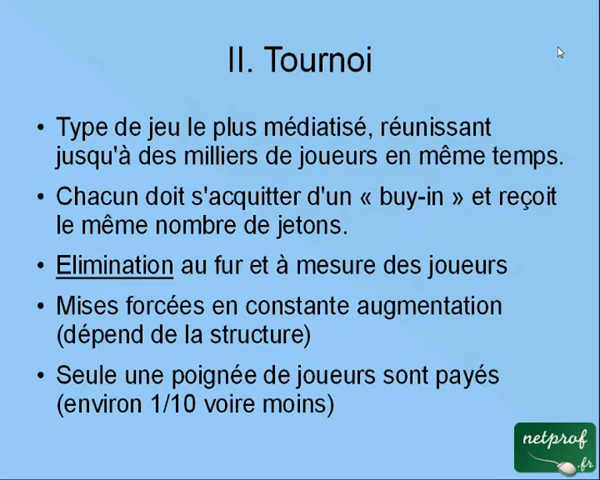 II. Tournoi
• Type de jeu le plus médiatisé, réunissant
jusqu'à des milliers de joueurs en même temps.
• Chacun doit s'acquitter d'un « buy-in » et reçoit
le même nombre de jetons.
• Elimination au fur et à mesure des joueurs
• Mises forcées en constante augmentation
(dépend de la structure)
• Seule une poignée de joueurs sont payés
(environ 1/10 voire moins)
netprof
.fr